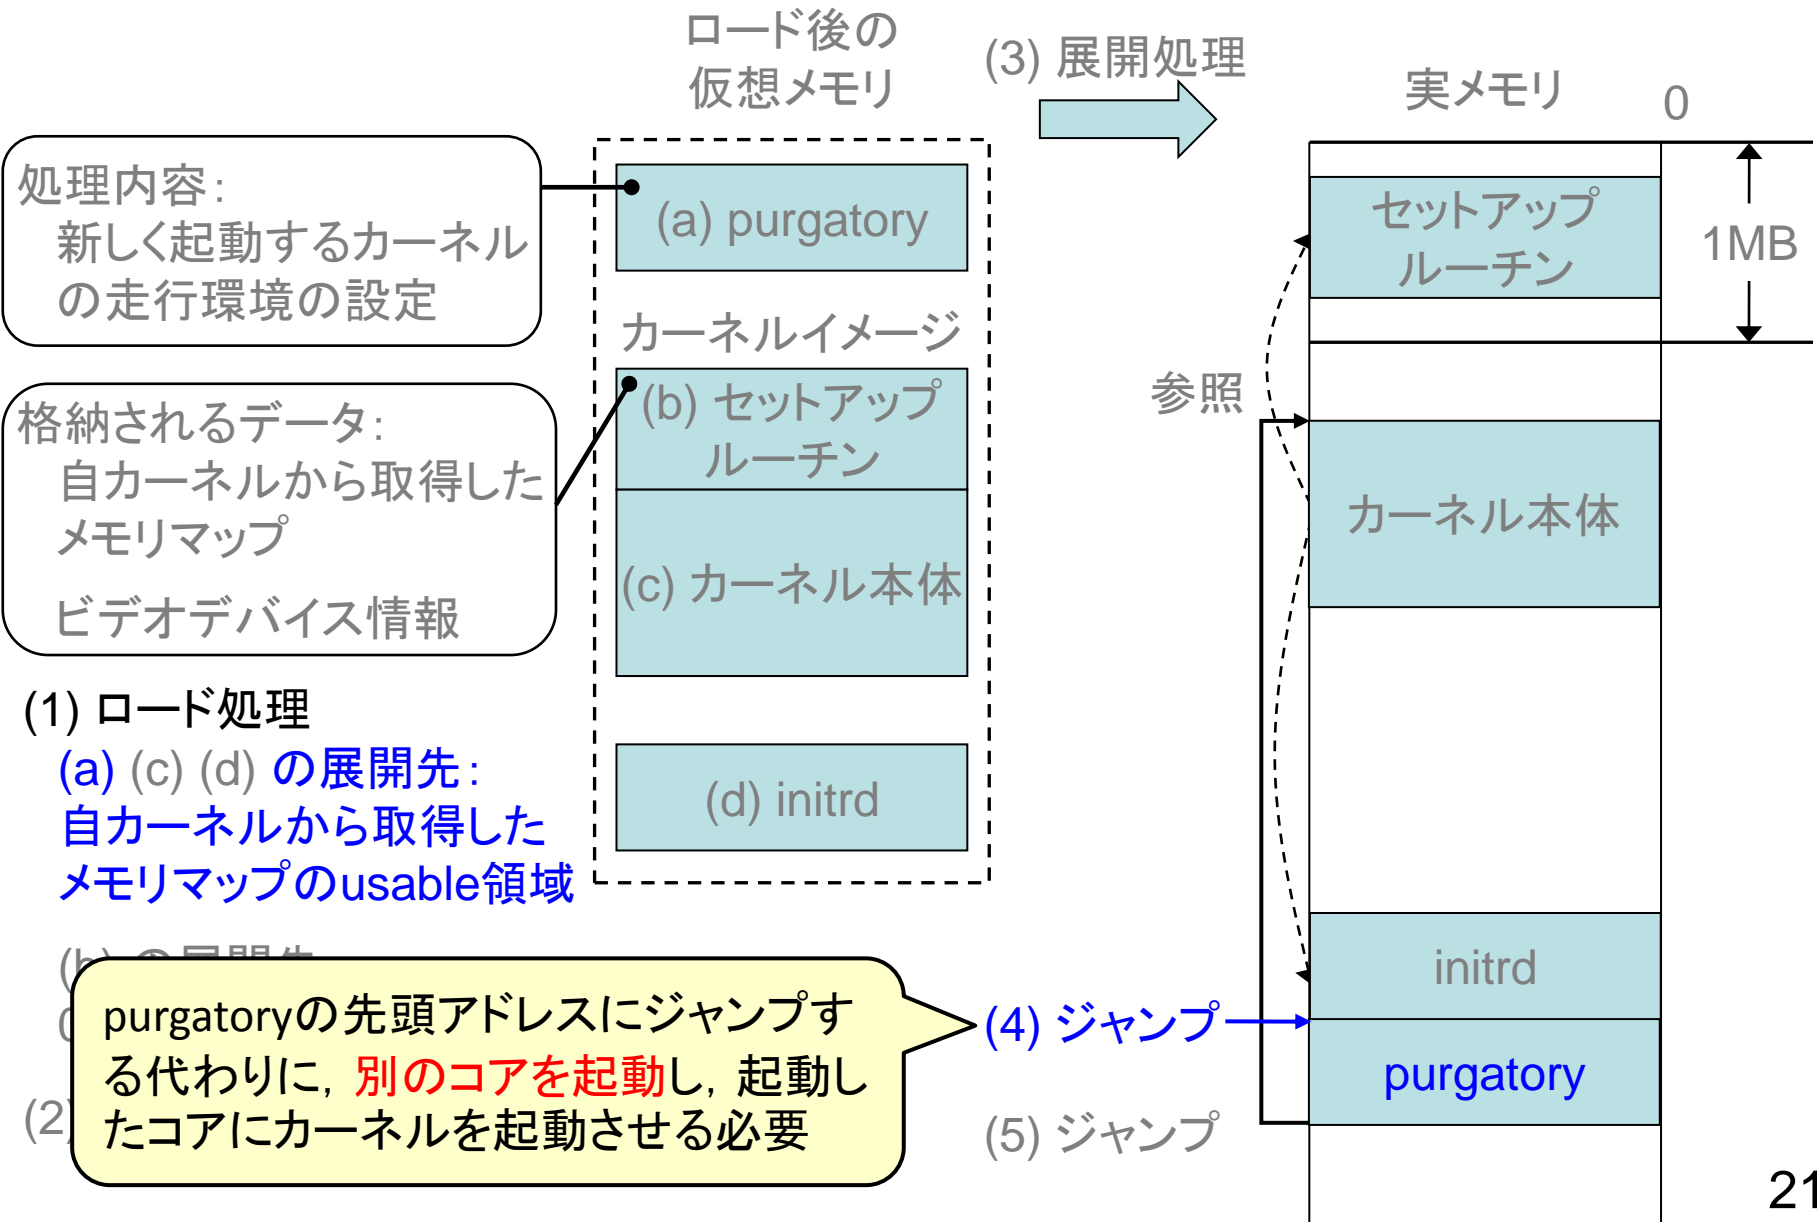 ロード後の
仮想メモリ
(3) 展開処理
実メモリ
0
処理内容：
新しく起動するカーネル
の走行環境の設定
(a) purgatory
セットアップ
ルーチン
1MB
カーネルイメージ
格納されるデータ：
自カーネルから取得した
メモリマップ
ビデオデバイス情報
(b) セットアップ
ルーチン
(c) カーネル本体
参照
カーネル本体
(1) ロード処理
(a) (c) (d) の展開先：
自カーネルから取得した
メモリマップのusable領域
(d) initrd
(b) の展開先
(2)
purgatoryの先頭アドレスにジャンプす
る代わりに，別のコアを起動し，起動し
たコアにカーネルを起動させる必要
initrd
(4) ジャンプ
purgatory
(5) ジャンプ
21